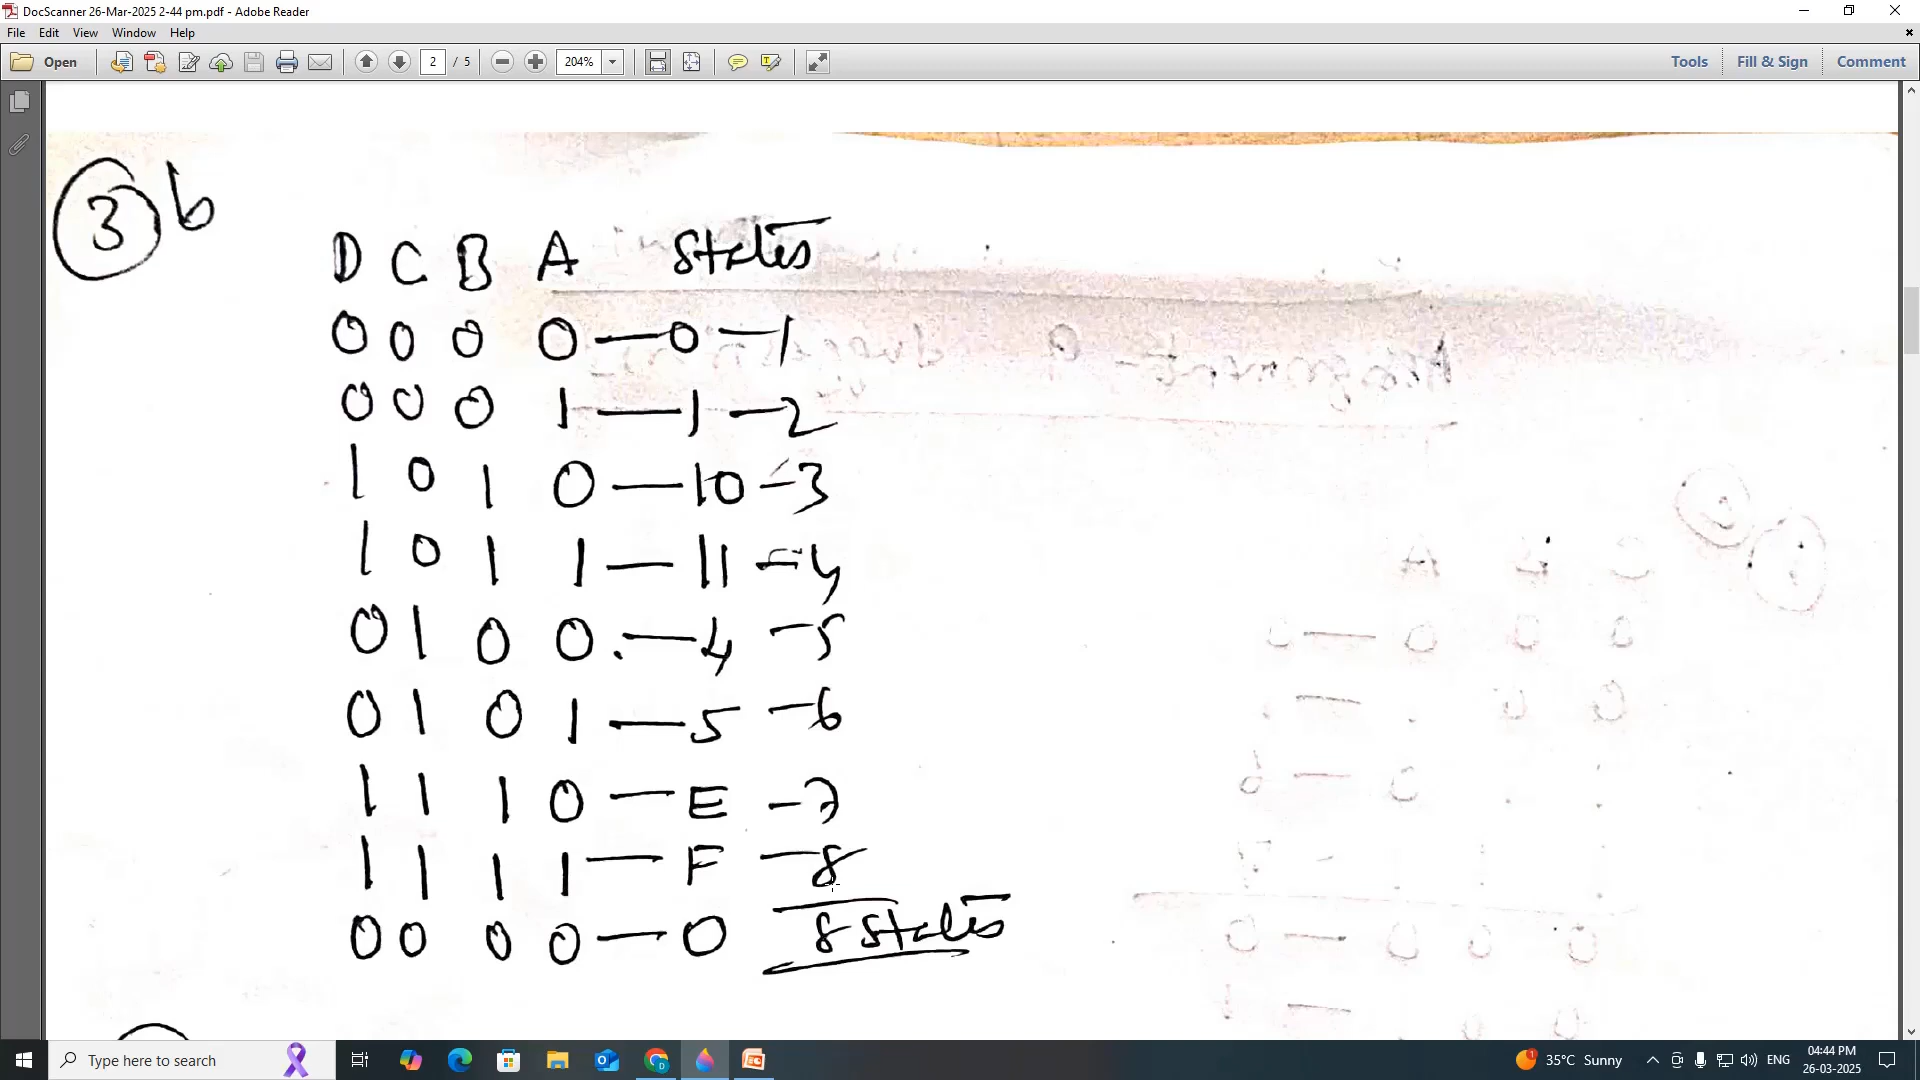 DocScanner 26-Mar-2025 2-44 pm.pdf - Adobe Reader
File Edit View Window Help
Open 2 / 5 204% Tools Fill & Sign Comment
3 b
D C B A States
0 0 0 0 — 0 — 1
0 0 0 1 — 1 — 2
1 0 1 0 — 10 — 3
1 0 1 1 — 11 — 4
0 1 0 0 . — 4 — 5
0 1 0 1 — 5 — 6
1 1 1 0 — E — 7
1 1 1 1 — F — 8
0 0 0 0 — 0 8 States
Type here to search 35°C Sunny ENG 04:44 PM
26-03-2025